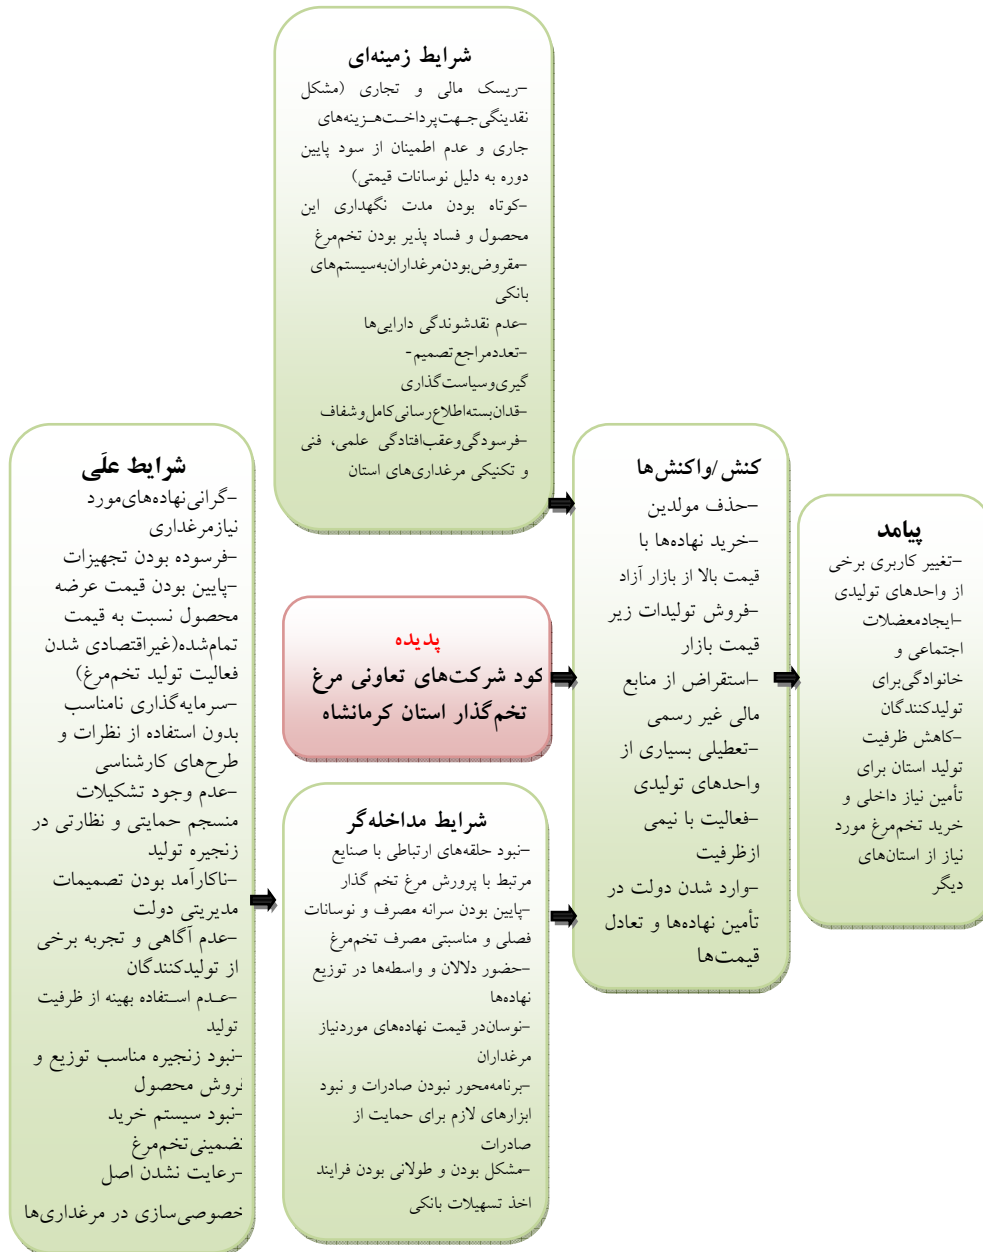 شرایط زمینه‌ای
–ریسک مالی و تجاری (مشکل
نقدینگی‌جهت‌پرداخت‌هزینه‌های
جاری و عدم اطمینان از سود پایین
دوره به دلیل نوسانات قیمتی)
–کوتاه بودن مدت نگهداری این
محصول و فساد پذیر بودن تخم‌مرغ
–مقروض‌بودن‌مرغداران‌به‌سیستم‌های
بانکی
–عدم نقدشوندگی دارایی‌ها
–تعددمراجع‌تصمیم-
گیری‌وسیاست‌گذاری
–قدان‌بسته‌اطلاع‌رسانی‌کامل‌وشفاف
–فرسودگی‌وعقب‌افتادگی علمی، فنی
و تکنیکی مرغداری‌های استان
شرایط علّی
–گرانی‌نهاده‌های‌مورد
نیازمرغداری
–فرسوده بودن تجهیزات
–پایین بودن قیمت عرضه
محصول نسبت به قیمت
تمام‌شده(غیراقتصادی شدن
فعالیت تولید تخم‌مرغ)
–سرمایه‌گذاری نامناسب
بدون استفاده از نظرات و
طرح‌های کارشناسی
–عدم وجود تشکیلات
منسجم حمایتی و نظارتی در
زنجیره تولید
–ناکارآمد بودن تصمیمات
مدیریتی دولت
–عدم آگاهی و تجربه برخی
از تولیدکنندگان
–عـدم اسـتفاده بهینه از ظرفیت
تولید
–نبود زنجیره مناسب توزیع و
فروش محصول
–نبود سیستم خرید
تضمینی‌تخم‌مرغ
–رعایت نشدن اصل
خصوصی‌سازی در مرغداری‌ها
پدیده
کود شرکت‌های تعاونی مرغ
تخم‌گذار استان کرمانشاه
شرایط مداخله‌گر
–نبود حلقه‌های ارتباطی با صنایع
مرتبط با پرورش مرغ تخم گذار
–پایین بودن سرانه مصرف و نوسانات
فصلی و مناسبتی مصرف تخم‌مرغ
–حضور دلالان و واسطه‌ها در توزیع
نهاده‌ها
–نوسان‌در قیمت نهاده‌های موردنیاز
مرغداران
–برنامه‌محور نبودن صادرات و نبود
ابزارهای لازم برای حمایت از
صادرات
–مشکل بودن و طولانی بودن فرایند
اخذ تسهیلات بانکی
کنش/واکنش‌ها
–حذف مولدین
–خرید نهاده‌ها با
قیمت بالا از بازار آزاد
–فروش تولیدات زیر
قیمت بازار
–استقراض از منابع
مالی غیر رسمی
–تعطیلی بسیاری از
واحدهای تولیدی
–فعالیت با نیمی
ازظرفیت
–وارد شدن دولت در
تأمین نهاده‌ها و تعادل
قیمت‌ها
پیامد
–تغییر کاربری برخی
از واحدهای تولیدی
–ایجادمعضلات
اجتماعی و
خانوادگی‌برای
تولیدکنندگان
–کاهش ظرفیت
تولید استان برای
تأمین نیاز داخلی و
خرید تخم‌مرغ مورد
نیاز از استان‌های
دیگر